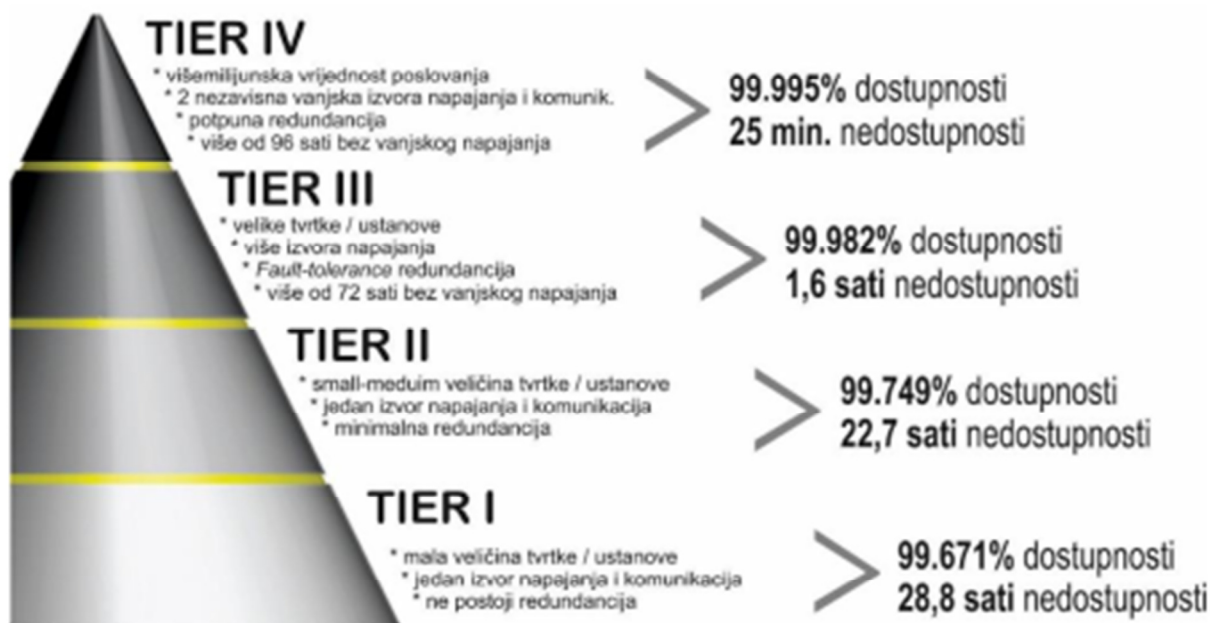 TIER IV
* višemilijunska vrijednost poslovanja
* 2 nezavisna vanjska izvora napajanja i komunik.
* potpuna redundancija
* više od 96 sati bez vanjskog napajanja
99.995% dostupnosti
25 min. nedostupnosti
TIER III
* velike tvrtke / ustanove
* više izvora napajanja
* Fault-tolerance redundancija
* više od 72 sati bez vanjskog napajanja
99.982% dostupnosti
1,6 sati nedostupnosti
TIER II
* small-meduim veličina tvrtke / ustanove
* jedan izvor napajanja i komunikacija
* minimalna redundancija
99.749% dostupnosti
22,7 sati nedostupnosti
TIER I
* mala veličina tvrtke / ustanove
* jedan izvor napajanja i komunikacija
* ne postoji redundancija
99.671% dostupnosti
28,8 sati nedostupnosti